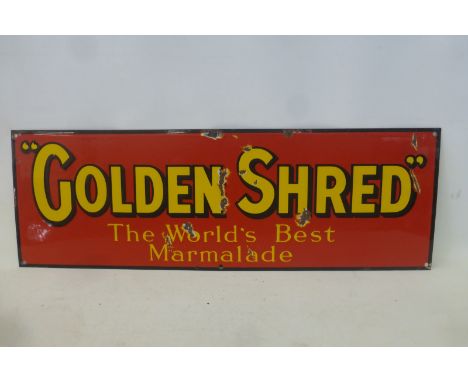 "GOLDEN SHRED"
The World's Best
Marmalade